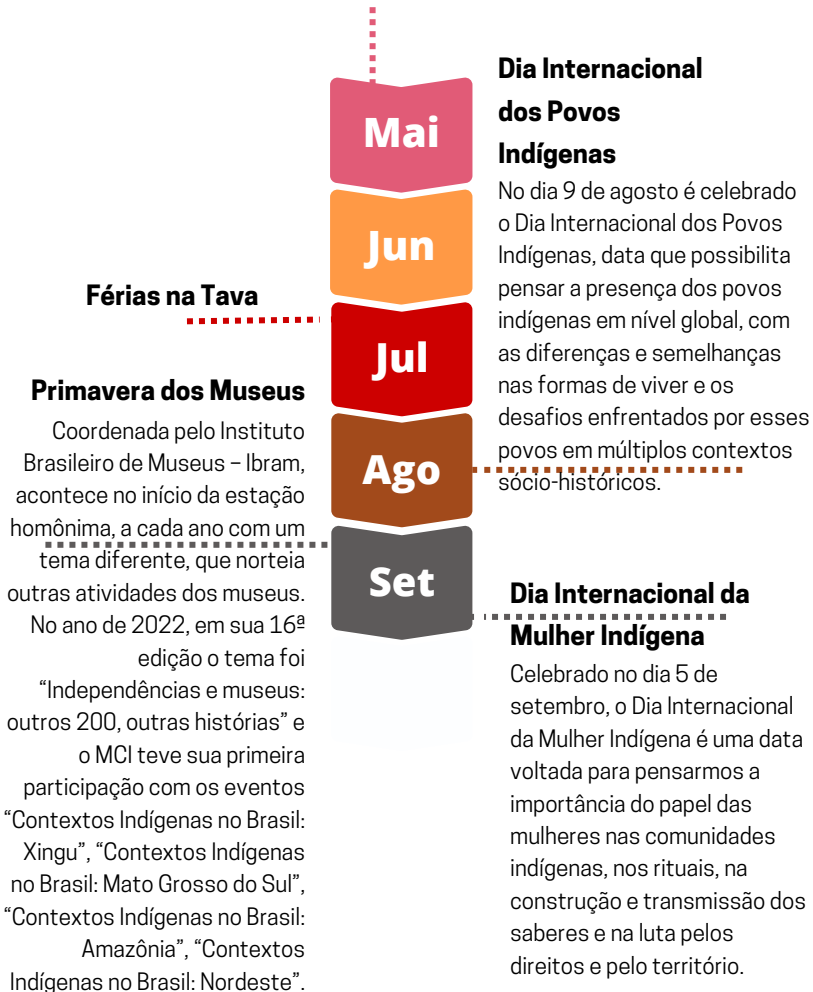 Mai
Jun
Jul
Ago
Set
Férias na Tava
Primavera dos Museus
Coordenada pelo Instituto
Brasileiro de Museus – Ibram,
acontece no início da estação
homônima, a cada ano com um
tema diferente, que norteia
outras atividades dos museus.
No ano de 2022, em sua 16ª
edição o tema foi
“Independências e museus:
outros 200, outras histórias” e
o MCI teve sua primeira
participação com os eventos
“Contextos Indígenas no Brasil:
Xingu”, “Contextos Indígenas
no Brasil: Mato Grosso do Sul”,
“Contextos Indígenas no Brasil:
Amazônia”, “Contextos
Indígenas no Brasil: Nordeste”.
Dia Internacional
dos Povos
Indígenas
No dia 9 de agosto é celebrado
o Dia Internacional dos Povos
Indígenas, data que possibilita
pensar a presença dos povos
indígenas em nível global, com
as diferenças e semelhanças
nas formas de viver e os
desafios enfrentados por esses
povos em múltiplos contextos
sócio-históricos.
Dia Internacional da
Mulher Indígena
Celebrado no dia 5 de
setembro, o Dia Internacional
da Mulher Indígena é uma data
voltada para pensarmos a
importância do papel das
mulheres nas comunidades
indígenas, nos rituais, na
construção e transmissão dos
saberes e na luta pelos
direitos e pelo território.